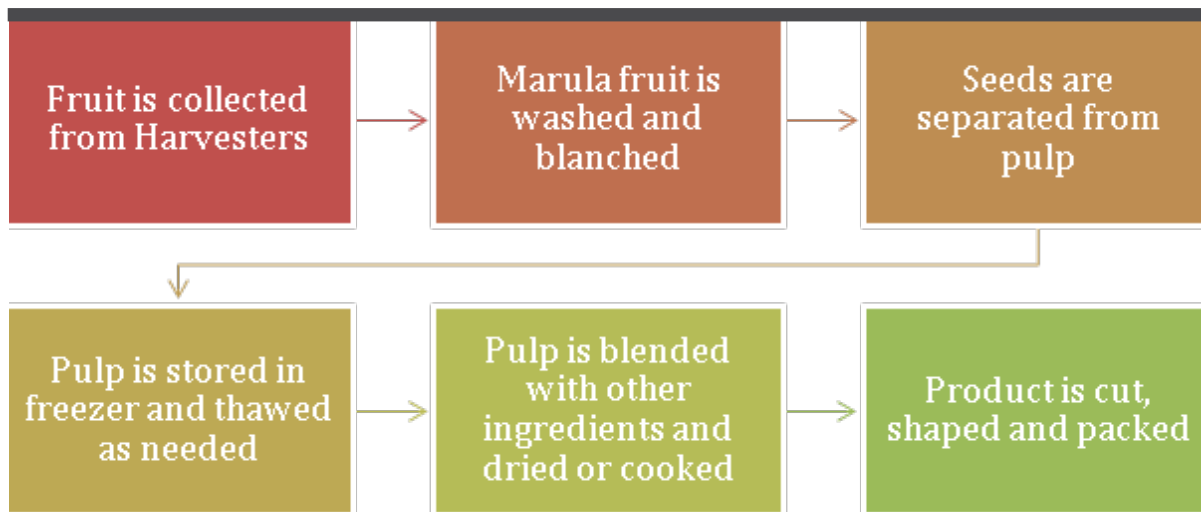 Fruit is collected
from Harvesters
Marula fruit is
washed and
blanched
Seeds are
separated from
pulp
Pulp is stored in
freezer and thawed
as needed
Pulp is blended
with other
ingredients and
dried or cooked
Product is cut,
shaped and packed